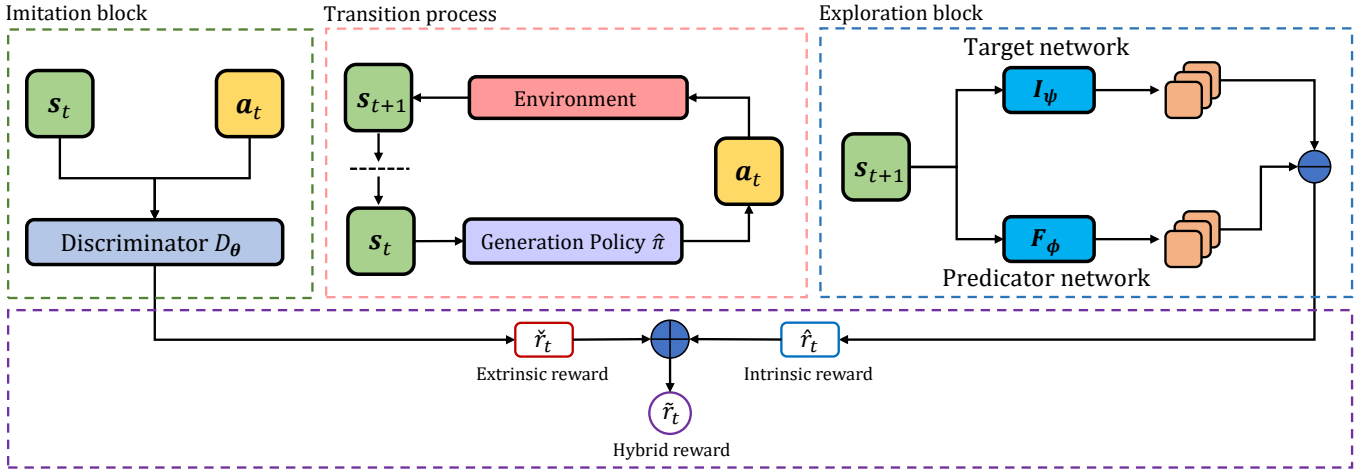 Imitation block
s_t
a_t
Discriminator D_θ
Transition process
s_{t+1}
Environment
a_t
s_t
Generation Policy π̂
Exploration block
Target network
I_ψ
s_{t+1}
F_ϕ
Predicator network
ř_t
Extrinsic reward
r̂_t
Intrinsic reward
r̃_t
Hybrid reward